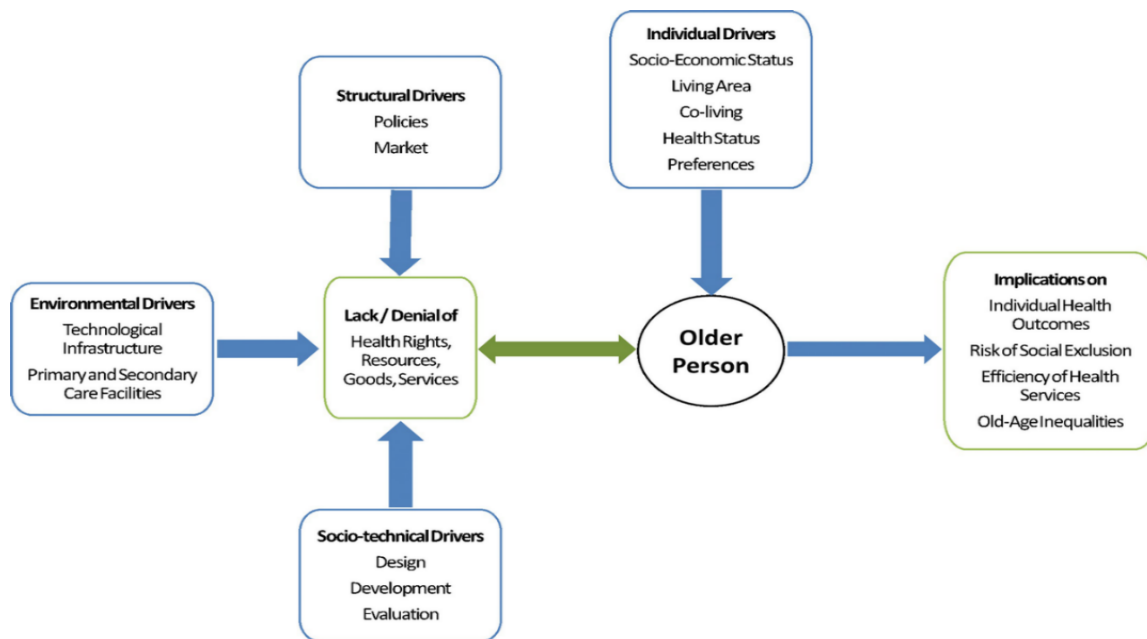 Structural Drivers
Policies
Market
Individual Drivers
Socio-Economic Status
Living Area
Co-living
Health Status
Preferences
Environmental Drivers
Technological
Infrastructure
Primary and Secondary
Care Facilities
Lack / Denial of
Health Rights,
Resources,
Goods, Services
Older
Person
Implications on
Individual Health
Outcomes
Risk of Social Exclusion
Efficiency of Health
Services
Old-Age Inequalities
Socio-technical Drivers
Design
Development
Evaluation